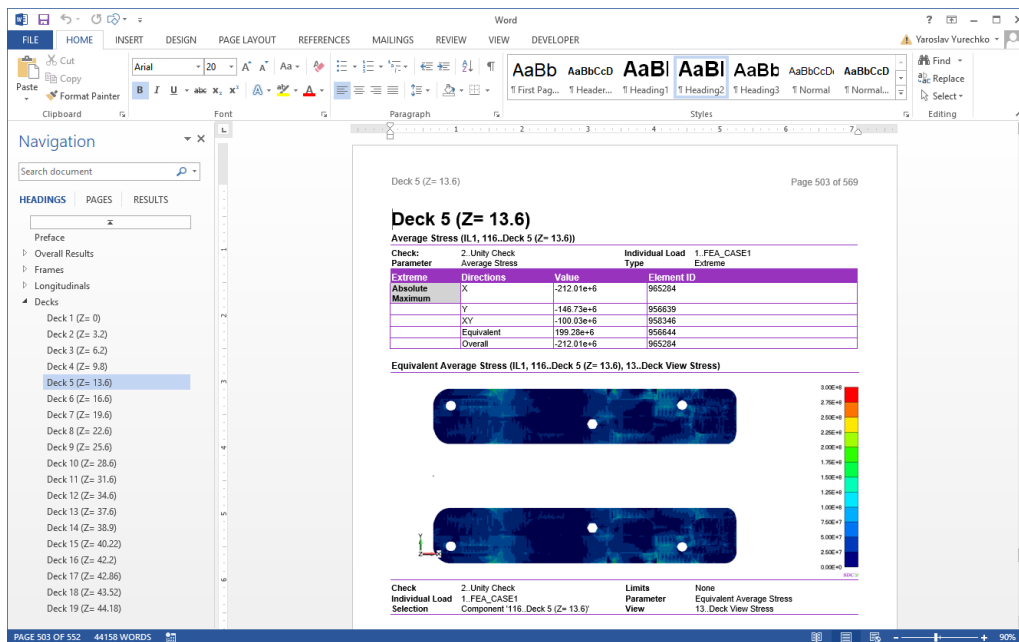 Word
FILE HOME INSERT DESIGN PAGE LAYOUT REFERENCES MAILINGS REVIEW VIEW DEVELOPER Yaroslav Yurechko
Cut
Copy
Format Painter
Paste
Clipboard
Arial 20
Font
Paragraph
AaBb AaBbCcD AaBl AaBl AaBb AaBbCcDc AaBbCcD
¶ First Pag... ¶ Header... ¶ Heading1 ¶ Heading2 ¶ Heading3 ¶ Normal ¶ Normal...
Styles
Find
Replace
Select
Editing
Navigation
Search document
HEADINGS PAGES RESULTS
Preface
Overall Results
Frames
Longitudinals
Decks
Deck 1 (Z= 0)
Deck 2 (Z= 3.2)
Deck 3 (Z= 6.2)
Deck 4 (Z= 9.8)
Deck 5 (Z= 13.6)
Deck 6 (Z= 16.6)
Deck 7 (Z= 19.6)
Deck 8 (Z= 22.6)
Deck 9 (Z= 25.6)
Deck 10 (Z= 28.6)
Deck 11 (Z= 31.6)
Deck 12 (Z= 34.6)
Deck 13 (Z= 37.6)
Deck 14 (Z= 38.9)
Deck 15 (Z= 40.22)
Deck 16 (Z= 42.2)
Deck 17 (Z= 42.86)
Deck 18 (Z= 43.52)
Deck 19 (Z= 44.18)
1 2 3 4 5 6 7
Deck 5 (Z= 13.6) Page 503 of 569
Deck 5 (Z= 13.6)
Average Stress (IL1, 116..Deck 5 (Z= 13.6))
Check: 2..Unity Check Individual Load 1..FEA_CASE1
Parameter Average Stress Type Extreme
Extreme Directions Value Element ID
Absolute Maximum X -212.01e+6 965284
Y -146.73e+6 956639
XY -100.03e+6 958346
Equivalent 199.28e+6 956644
Overall -212.01e+6 965284
Equivalent Average Stress (IL1, 116..Deck 5 (Z= 13.6), 13..Deck View Stress)
3.00E+8
2.75E+8
2.50E+8
2.25E+8
2.00E+8
1.75E+8
1.50E+8
1.25E+8
1.00E+8
7.50E+7
5.00E+7
2.50E+7
0.00E+0
Y
Z X
Check 2..Unity Check Limits None
Individual Load 1..FEA_CASE1 Parameter Equivalent Average Stress
Selection Component '116..Deck 5 (Z= 13.6)' View 13..Deck View Stress
PAGE 503 OF 552 44158 WORDS 90%